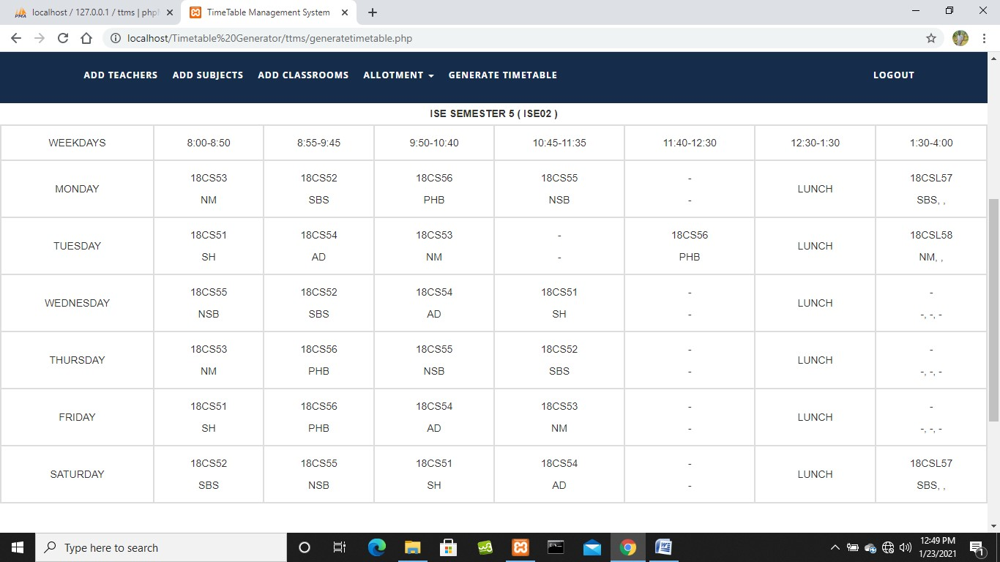 localhost / 127.0.0.1 / ttms | php
TimeTable Management System
localhost/Timetable%20Generator/ttms/generatetimetable.php
ADD TEACHERS ADD SUBJECTS ADD CLASSROOMS ALLOTMENT GENERATE TIMETABLE LOGOUT
ISE SEMESTER 5 ( ISE02 )
WEEKDAYS 8:00-8:50 8:55-9:45 9:50-10:40 10:45-11:35 11:40-12:30 12:30-1:30 1:30-4:00
18CS53 18CS52 18CS56 18CS55 - 18CSL57
MONDAY LUNCH
NM SBS PHB NSB - SBS, ,
18CS51 18CS54 18CS53 - 18CS56 18CSL58
TUESDAY LUNCH
SH AD NM - PHB NM, ,
18CS55 18CS52 18CS54 18CS51 - -
WEDNESDAY LUNCH
NSB SBS AD SH - -, -, -
18CS53 18CS56 18CS55 18CS52 - -
THURSDAY LUNCH
NM PHB NSB SBS - -, -, -
18CS51 18CS56 18CS54 18CS53 - -
FRIDAY LUNCH
SH PHB AD NM - -, -, -
18CS52 18CS55 18CS51 18CS54 - 18CSL57
SATURDAY LUNCH
SBS NSB SH AD - SBS, ,
Type here to search
12:49 PM
1/23/2021
1